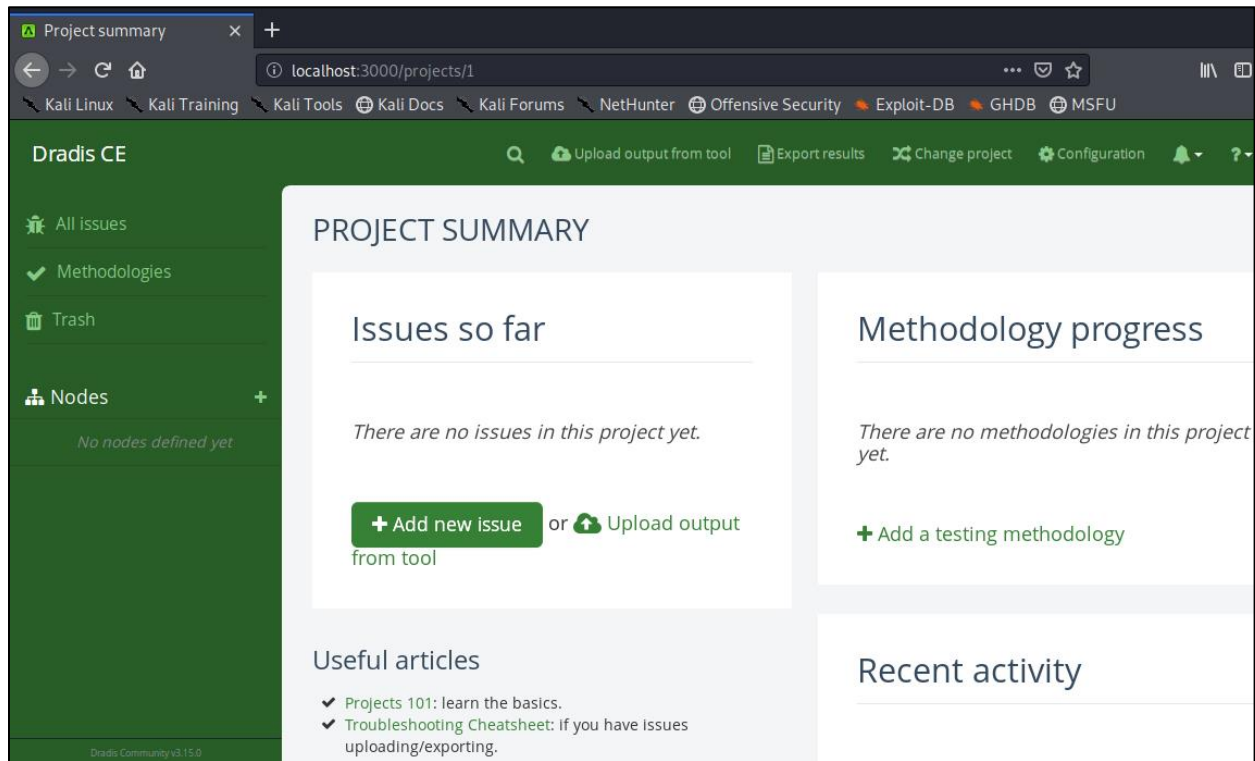 Project summary
localhost:3000/projects/1
Kali Linux Kali Training Kali Tools Kali Docs Kali Forums NetHunter Offensive Security Exploit-DB GHDB MSFU
Dradis CE
Upload output from tool Export results Change project Configuration ?
All issues
Methodologies
Trash
Nodes +
No nodes defined yet
Dradis Community v3.15.0
PROJECT SUMMARY
Issues so far
There are no issues in this project yet.
+ Add new issue or Upload output
from tool
Methodology progress
There are no methodologies in this project
yet.
+ Add a testing methodology
Useful articles
Projects 101: learn the basics.
Troubleshooting Cheatsheet: if you have issues
uploading/exporting.
Recent activity